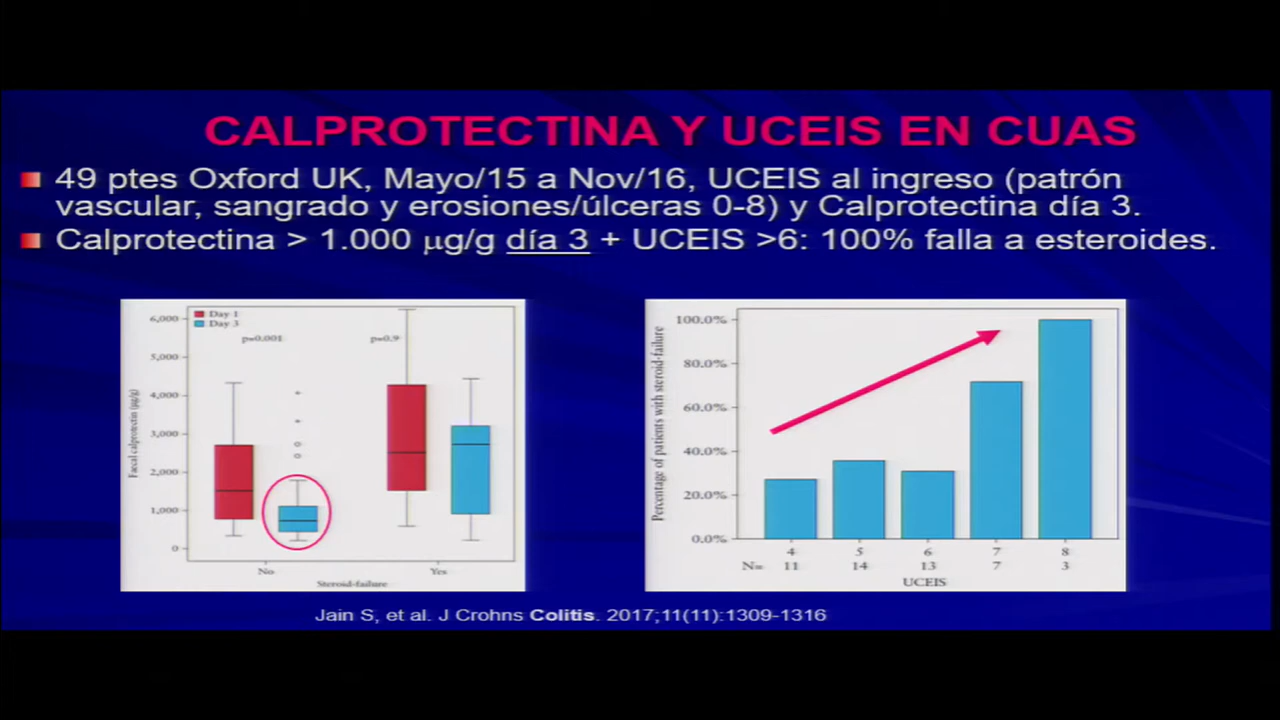 CALPROTECTINA Y UCEIS EN CUAS
49 ptes Oxford UK, Mayo/15 a Nov/16, UCEIS al ingreso (patrón
vascular, sangrado y erosiones/úlceras 0-8) y Calprotectina día 3.
Calprotectina > 1.000 µg/g día 3 + UCEIS >6: 100% falla a esteroides.
Day 1
Day 3
p=0.001
p=0.9
6,000
5,000
4,000
3,000
2,000
1,000
0
Faecal calprotectin (µg/g)
No
Yes
Steroid-failure
100.0%
80.0%
60.0%
40.0%
20.0%
0.0%
Percentage of patients with steroid-failure
4 5 6 7 8
N= 11 14 13 7 3
UCEIS
Jain S, et al. J Crohns Colitis. 2017;11(11):1309-1316